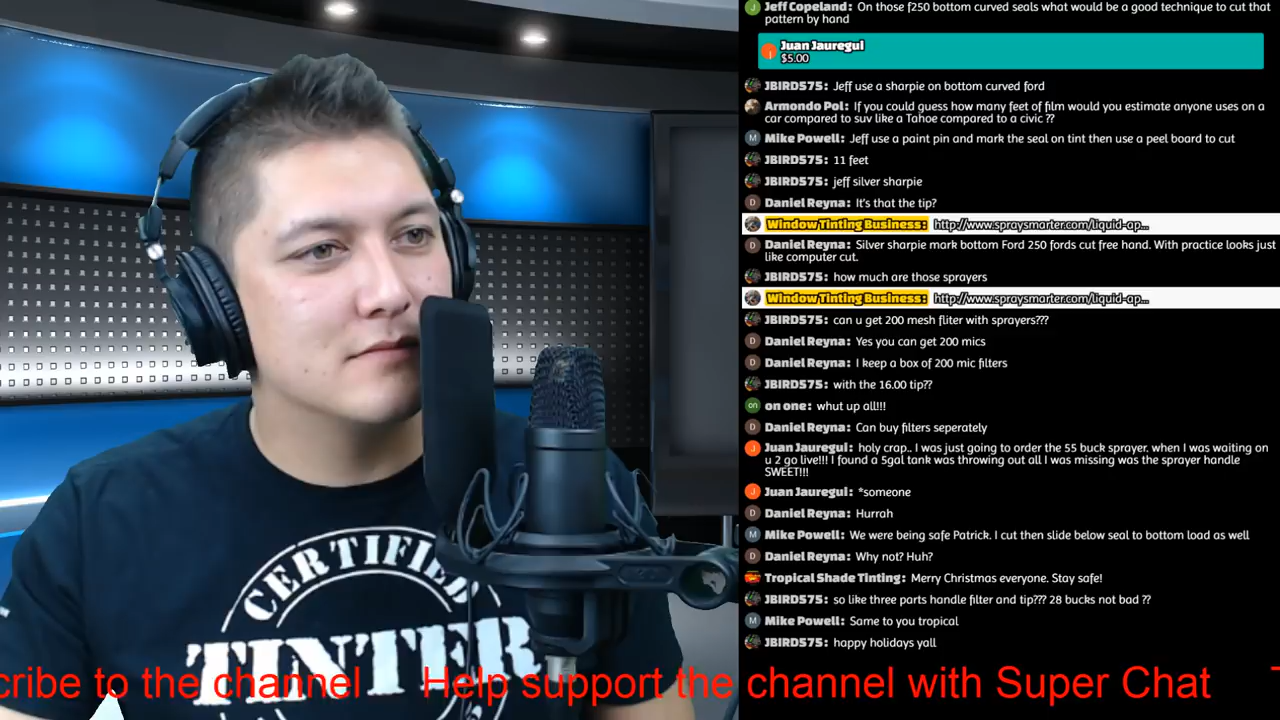 Jeff Copeland: On those f250 bottom curved seals what would be a good technique to cut that
pattern by hand
Juan Jauregui
$5.00
JBIRD575: Jeff use a sharpie on bottom curved ford
Armondo Pol: If you could guess how many feet of film would you estimate anyone uses on a
car compared to suv like a Tahoe compared to a civic ??
Mike Powell: Jeff use a paint pin and mark the seal on tint then use a peel board to cut
JBIRD575: 11 feet
JBIRD575: jeff silver sharpie
Daniel Reyna: It's that the tip?
Window Tinting Business: http://www.spraysmarter.com/liquid-ap...
Daniel Reyna: Silver sharpie mark bottom Ford 250 fords cut free hand. With practice looks just
like computer cut.
JBIRD575: how much are those sprayers
Window Tinting Business: http://www.spraysmarter.com/liquid-ap...
JBIRD575: can u get 200 mesh fliter with sprayers???
Daniel Reyna: Yes you can get 200 mics
Daniel Reyna: I keep a box of 200 mic filters
JBIRD575: with the 16.00 tip??
on one: whut up all!!!
Daniel Reyna: Can buy filters seperately
Juan Jauregui: holy crap.. I was just going to order the 55 buck sprayer. when I was waiting on
u 2 go live!!! I found a 5gal tank was throwing out all I was missing was the sprayer handle
SWEET!!!
Juan Jauregui: *someone
Daniel Reyna: Hurrah
Mike Powell: We were being safe Patrick. I cut then slide below seal to bottom load as well
Daniel Reyna: Why not? Huh?
Tropical Shade Tinting: Merry Christmas everyone. Stay safe!
JBIRD575: so like three parts handle filter and tip??? 28 bucks not bad ??
Mike Powell: Same to you tropical
JBIRD575: happy holidays yall
CERTIFIED
TINTER
cribe to the channel Help support the channel with Super Chat